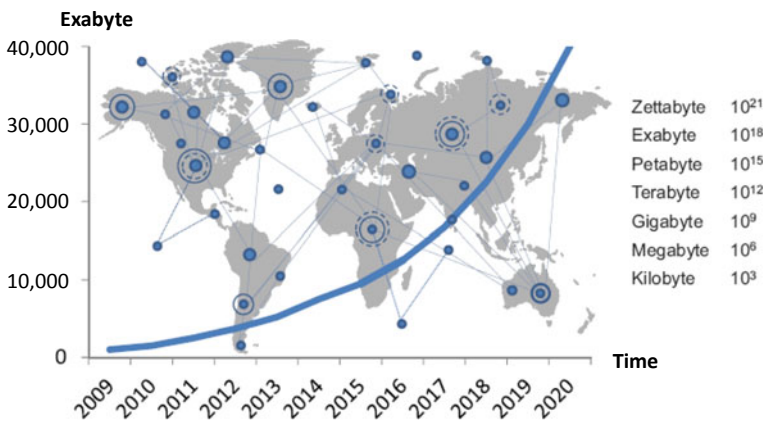 Exabyte
40,000
30,000
20,000
10,000
0
2009
2010
2011
2012
2013
2014
2015
2016
2017
2018
2019
2020
Time
Zettabyte 10²¹
Exabyte 10¹⁸
Petabyte 10¹⁵
Terabyte 10¹²
Gigabyte 10⁹
Megabyte 10⁶
Kilobyte 10³